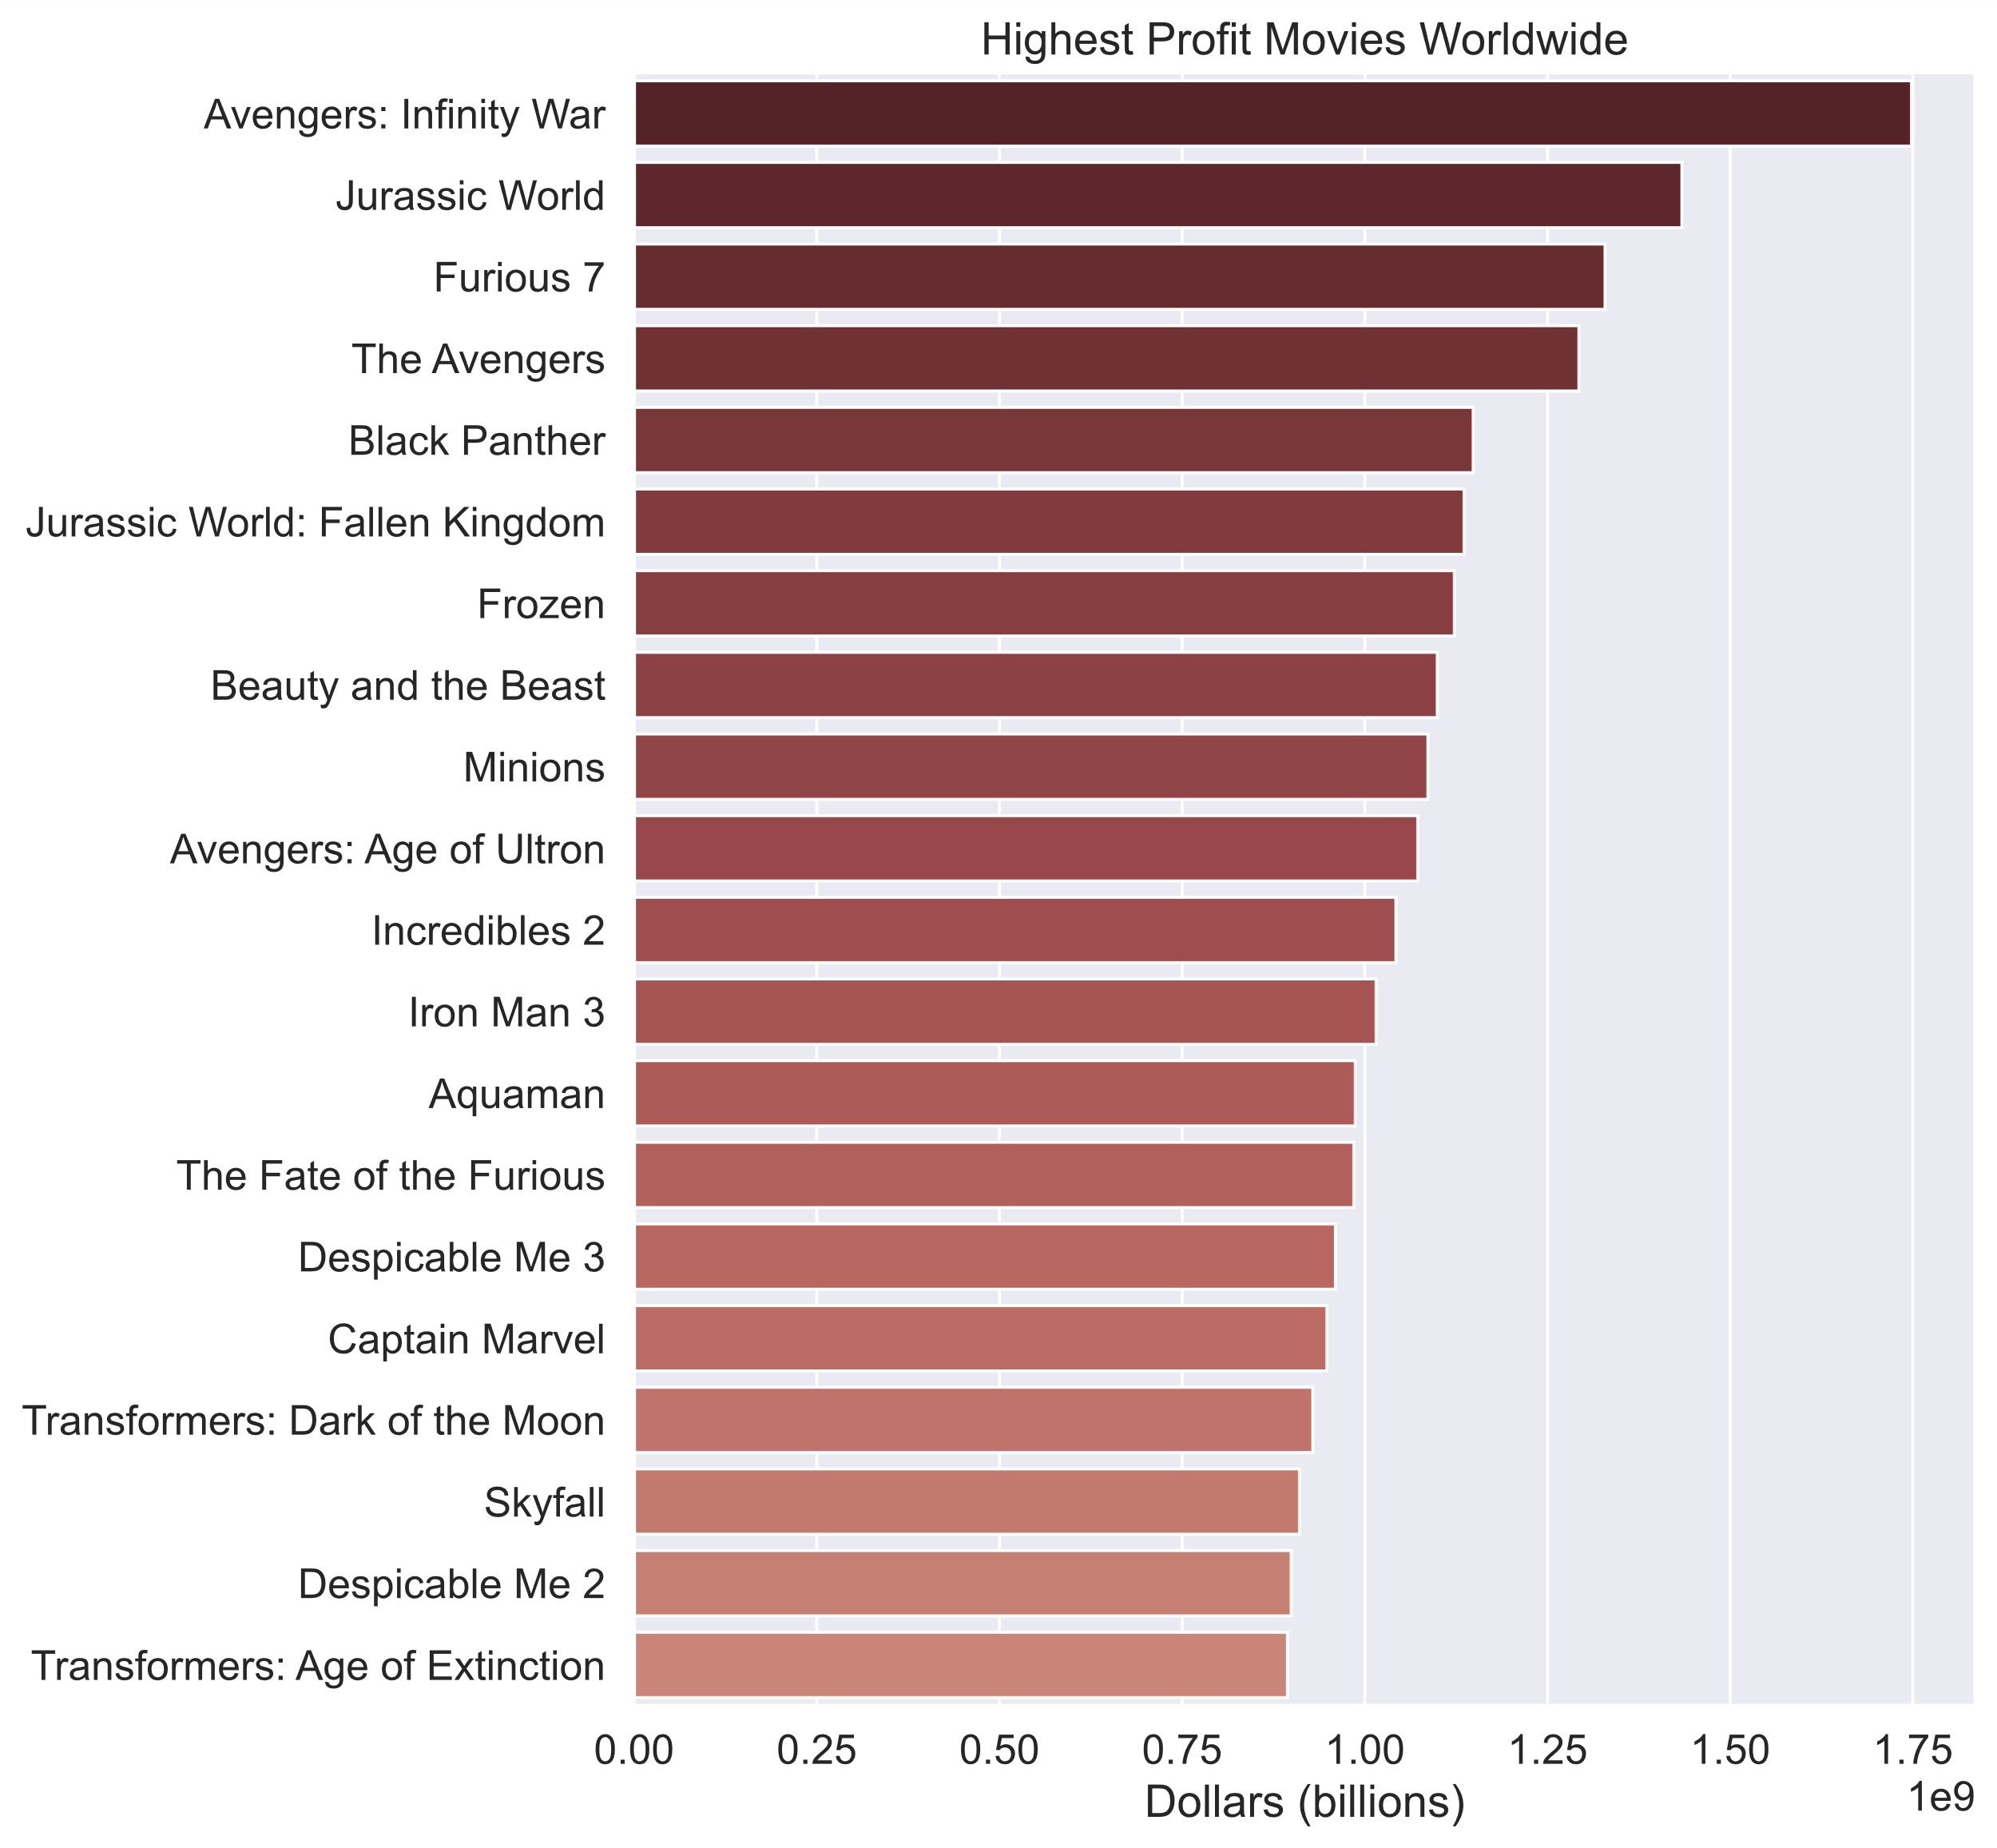 Highest Profit Movies Worldwide
Avengers: Infinity War
Jurassic World
Furious 7
The Avengers
Black Panther
Jurassic World: Fallen Kingdom
Frozen
Beauty and the Beast
Minions
Avengers: Age of Ultron
Incredibles 2
Iron Man 3
Aquaman
The Fate of the Furious
Despicable Me 3
Captain Marvel
Transformers: Dark of the Moon
Skyfall
Despicable Me 2
Transformers: Age of Extinction
0.00 0.25 0.50 0.75 1.00 1.25 1.50 1.75
Dollars (billions) 1e9